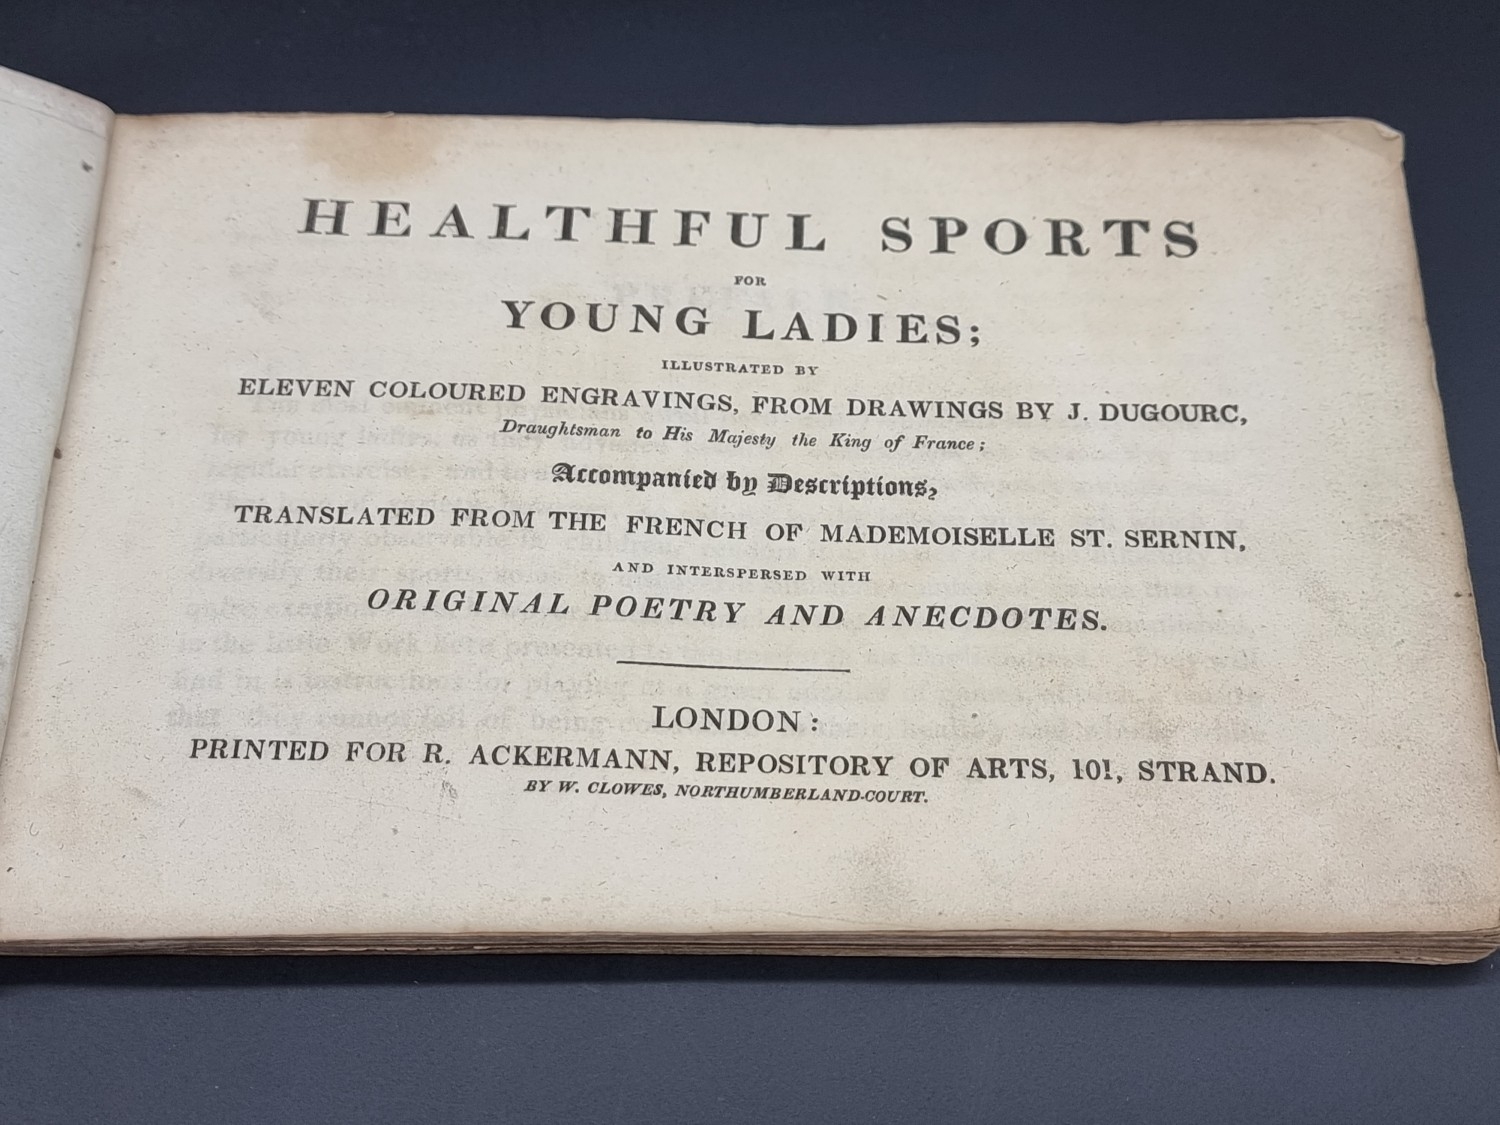 HEALTHFUL SPORTS
FOR
YOUNG LADIES;
ILLUSTRATED BY
ELEVEN COLOURED ENGRAVINGS, FROM DRAWINGS BY J. DUGOURC,
Draughtsman to His Majesty the King of France;
Accompanied by Descriptions,
TRANSLATED FROM THE FRENCH OF MADEMOISELLE ST. SERNIN,
AND INTERSPERSED WITH
ORIGINAL POETRY AND ANECDOTES.
LONDON:
PRINTED FOR R. ACKERMANN, REPOSITORY OF ARTS, 101, STRAND.
BY W. CLOWES, NORTHUMBERLAND-COURT.